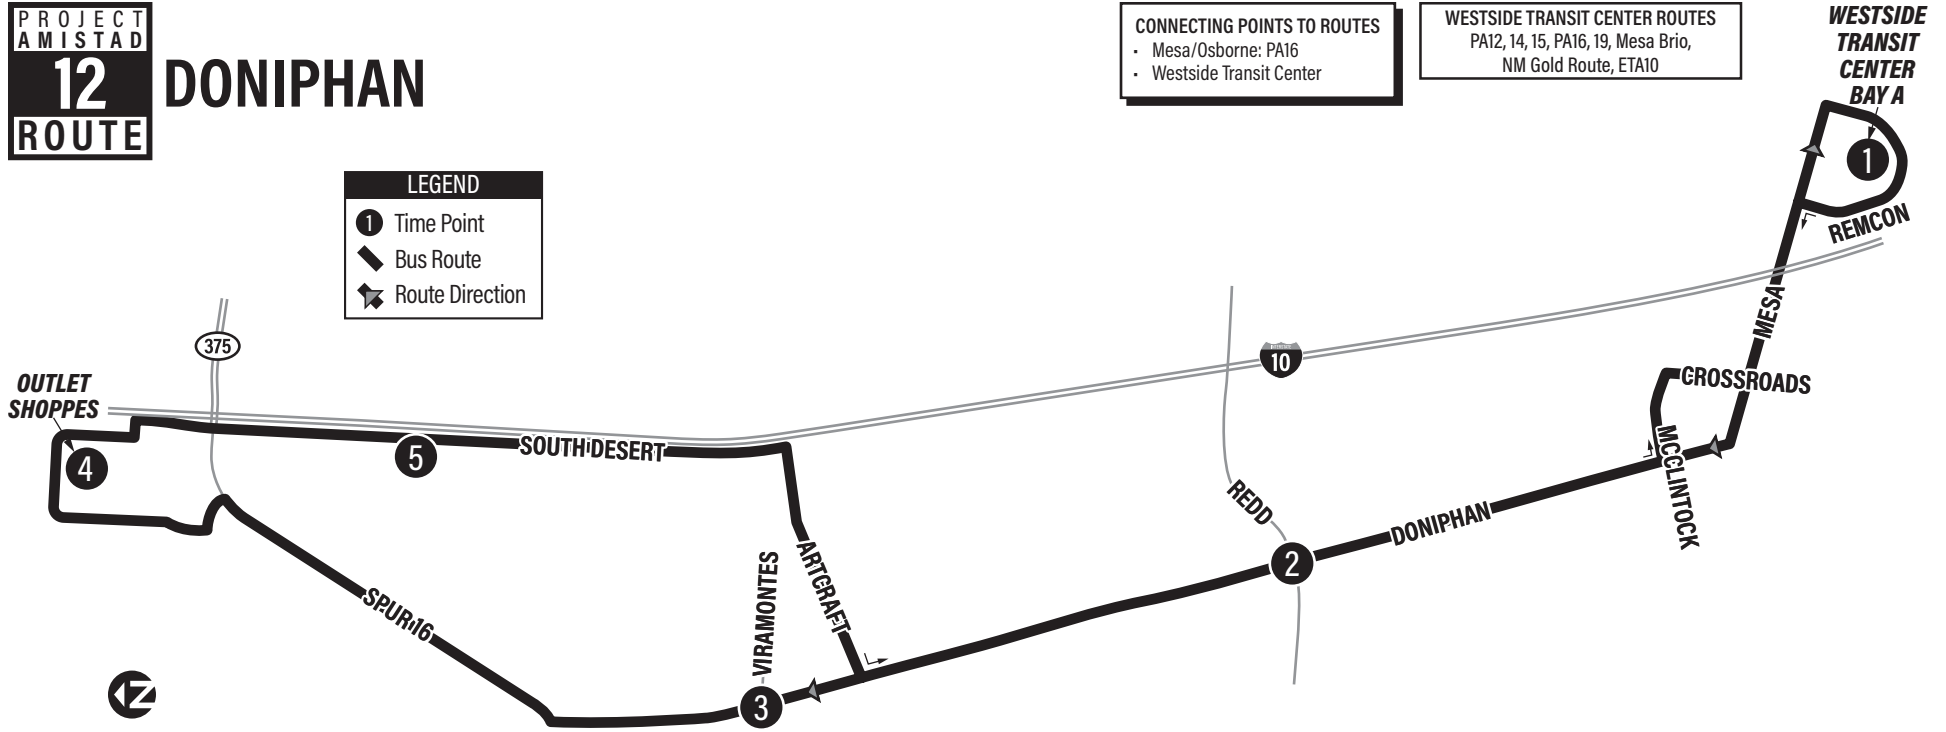 PROJECT
AMISTAD
12
ROUTE
DONIPHAN
CONNECTING POINTS TO ROUTES
· Mesa/Osborne: PA16
· Westside Transit Center
WESTSIDE TRANSIT CENTER ROUTES
PA12, 14, 15, PA16, 19, Mesa Brio,
NM Gold Route, ETA10
WESTSIDE
TRANSIT
CENTER
BAY A
1
REMCON
LEGEND
1 Time Point
Bus Route
Route Direction
375
10
MESA
OUTLET
SHOPPES
4
5
SOUTH DESERT
CROSSROADS
MCCLINTOCK
REDD
2
DONIPHAN
ARTCRAFT
VIRAMONTES
SPUR 16
3
N